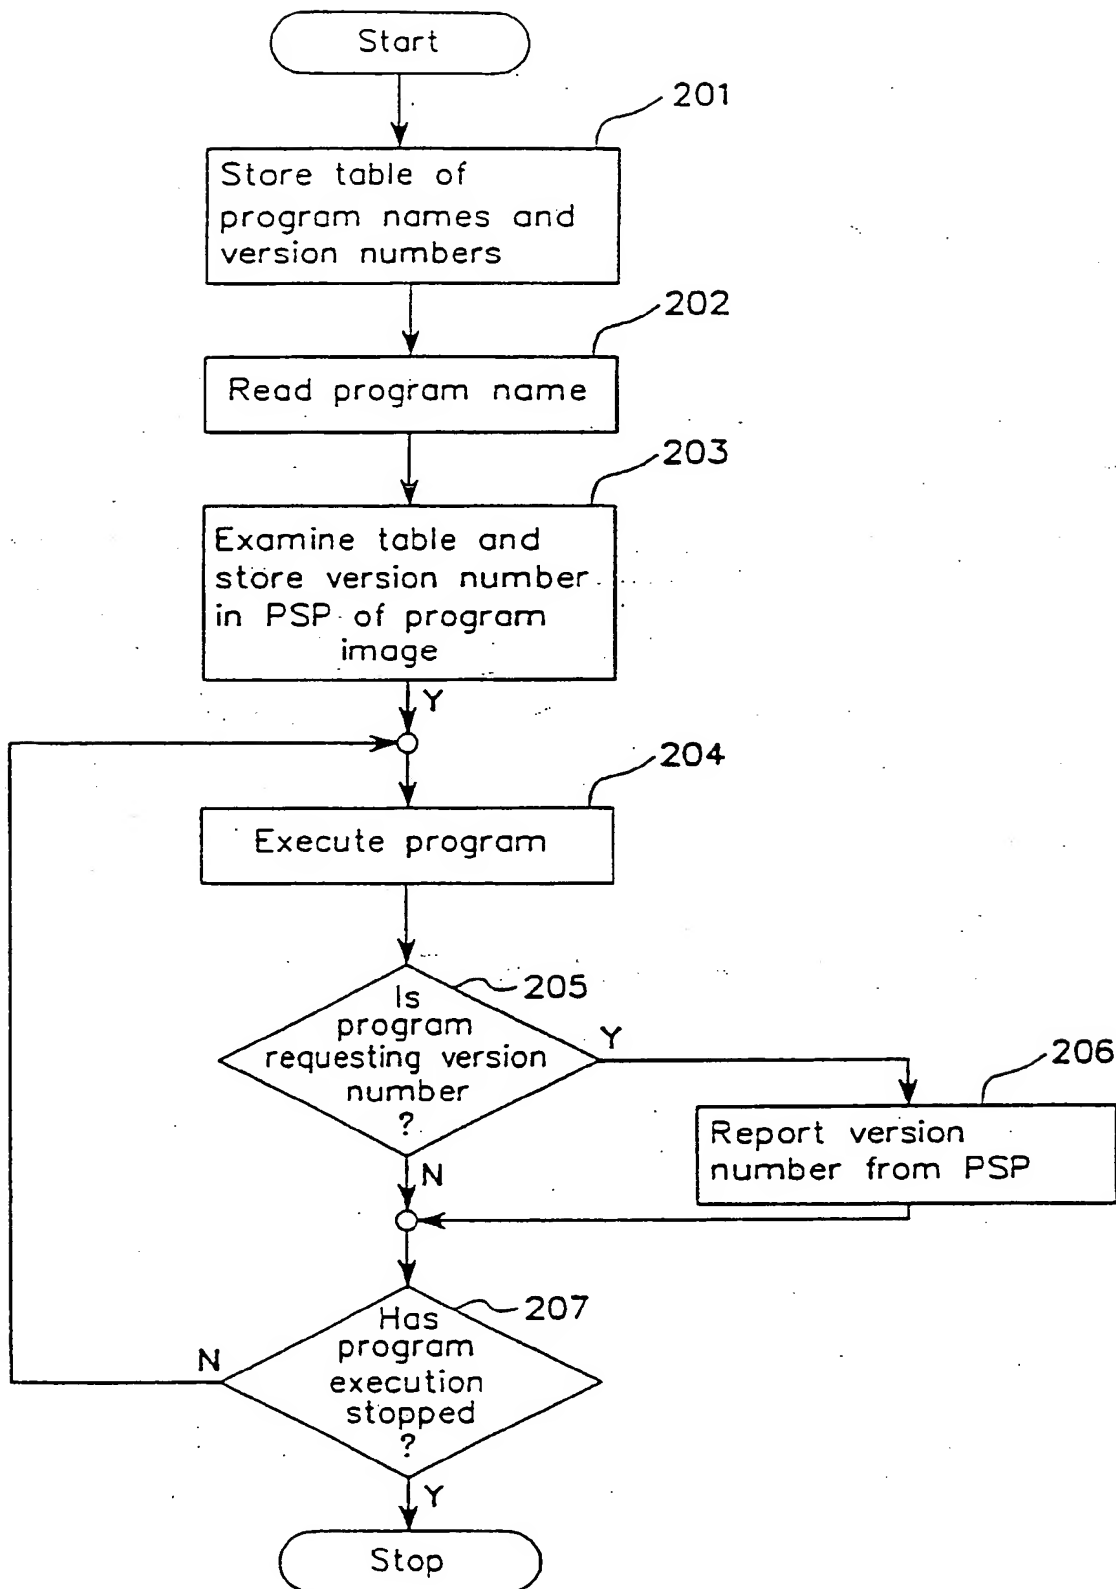 Start
201
Store table of
program names and
version numbers
202
Read program name
203
Examine table and
store version number
in PSP of program
image
Y
204
Execute program
205
Is
program
requesting version
number
?
Y
206
Report version
number from PSP
N
207
Has
program
execution
stopped
?
N
Y
Stop